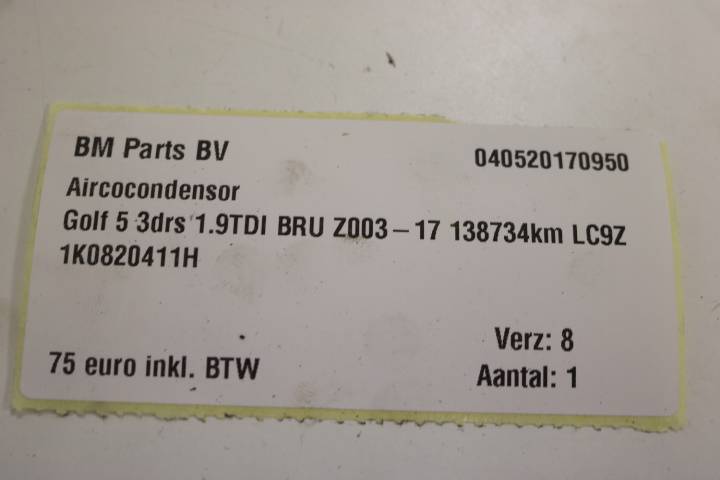 BM Parts BV 040520170950
Aircocondensor
Golf 5 3drs 1.9TDI BRU Z003-17 138734km LC9Z
1K0820411H
Verz: 8
75 euro inkl. BTW
Aantal: 1